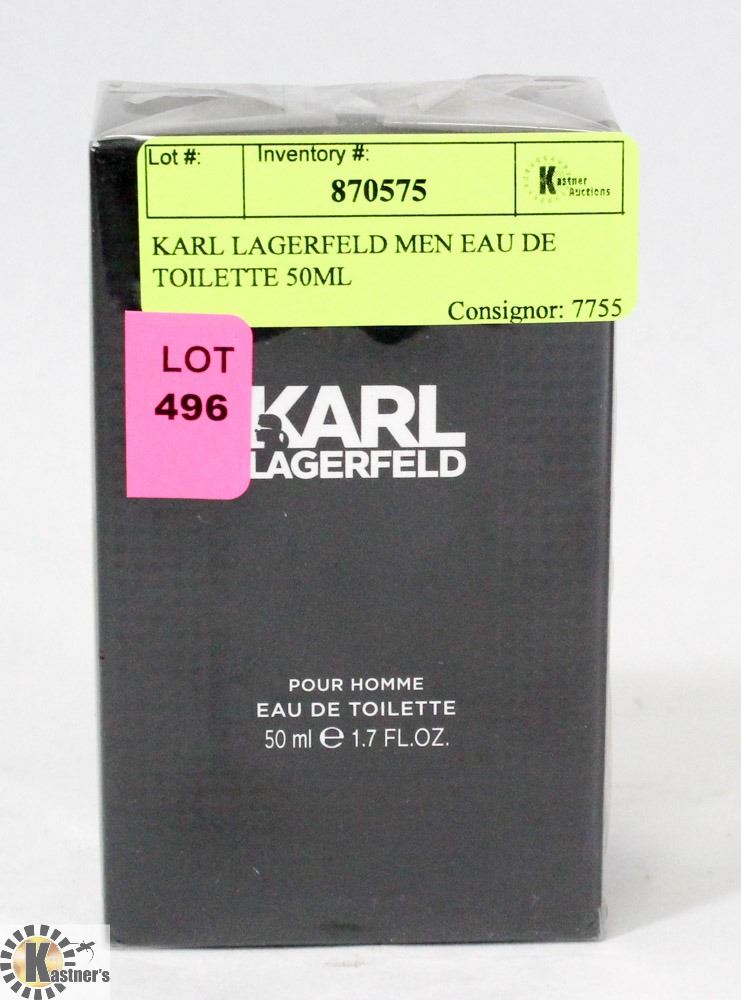 Lot #:
Inventory #:
870575
Kastner
Auctions
KARL LAGERFELD MEN EAU DE
TOILETTE 50ML
Consignor: 7755
LOT
496
KARL
LAGERFELD
POUR HOMME
EAU DE TOILETTE
50 ml e 1.7 FL.OZ.
Kastner's